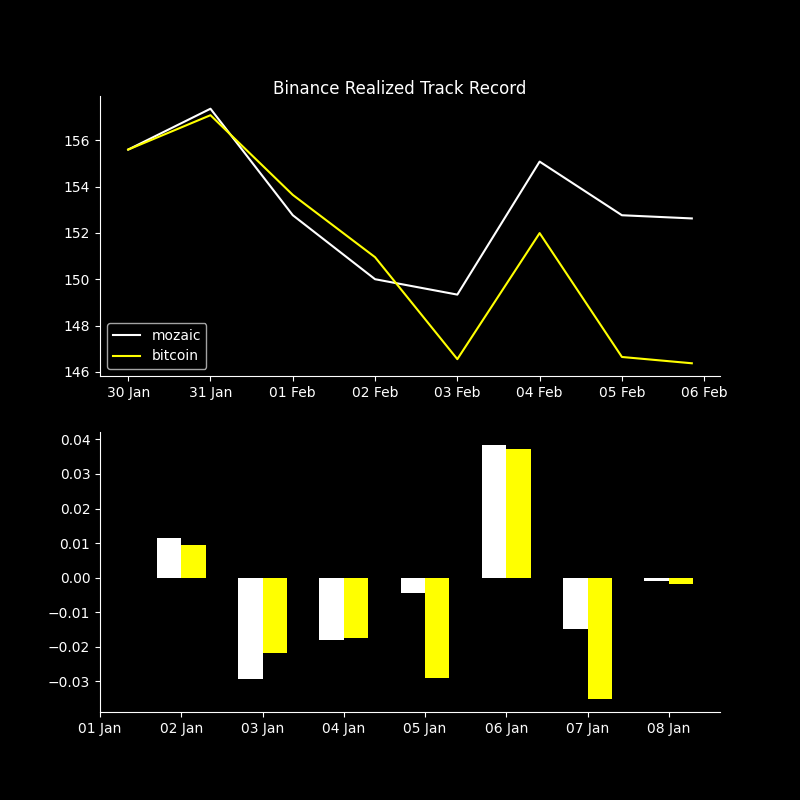 Binance Realized Track Record
156
154
152
150
148
146
mozaic
bitcoin
30 Jan 31 Jan 01 Feb 02 Feb 03 Feb 04 Feb 05 Feb 06 Feb
0.04
0.03
0.02
0.01
0.00
−0.01
−0.02
−0.03
01 Jan 02 Jan 03 Jan 04 Jan 05 Jan 06 Jan 07 Jan 08 Jan